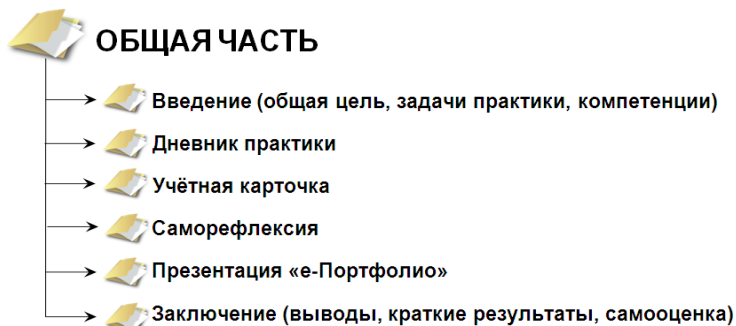 ОБЩАЯ ЧАСТЬ
Введение (общая цель, задачи практики, компетенции)
Дневник практики
Учётная карточка
Саморефлексия
Презентация «е-Портфолио»
Заключение (выводы, краткие результаты, самооценка)